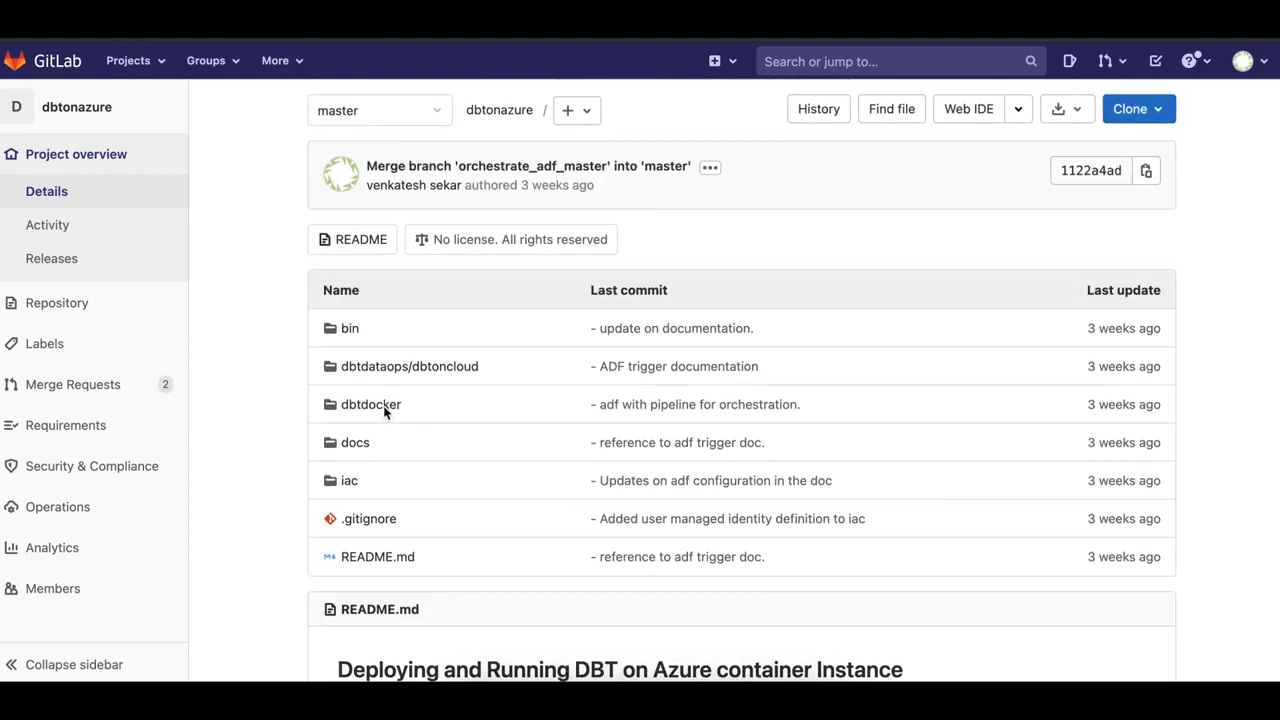 GitLab Projects Groups More Search or jump to...
D dbtonazure
Project overview
Details
Activity
Releases
Repository
Labels
Merge Requests 2
Requirements
Security & Compliance
Operations
Analytics
Members
Collapse sidebar
master dbtonazure / + History Find file Web IDE Clone
Merge branch 'orchestrate_adf_master' into 'master' ...
venkatesh sekar authored 3 weeks ago
1122a4ad
README No license. All rights reserved
Name Last commit Last update
bin - update on documentation. 3 weeks ago
dbtdataops/dbtoncloud - ADF trigger documentation 3 weeks ago
dbtdocker - adf with pipeline for orchestration. 3 weeks ago
docs - reference to adf trigger doc. 3 weeks ago
iac - Updates on adf configuration in the doc 3 weeks ago
.gitignore - Added user managed identity definition to iac 3 weeks ago
README.md - reference to adf trigger doc. 3 weeks ago
README.md
Deploying and Running DBT on Azure container Instance